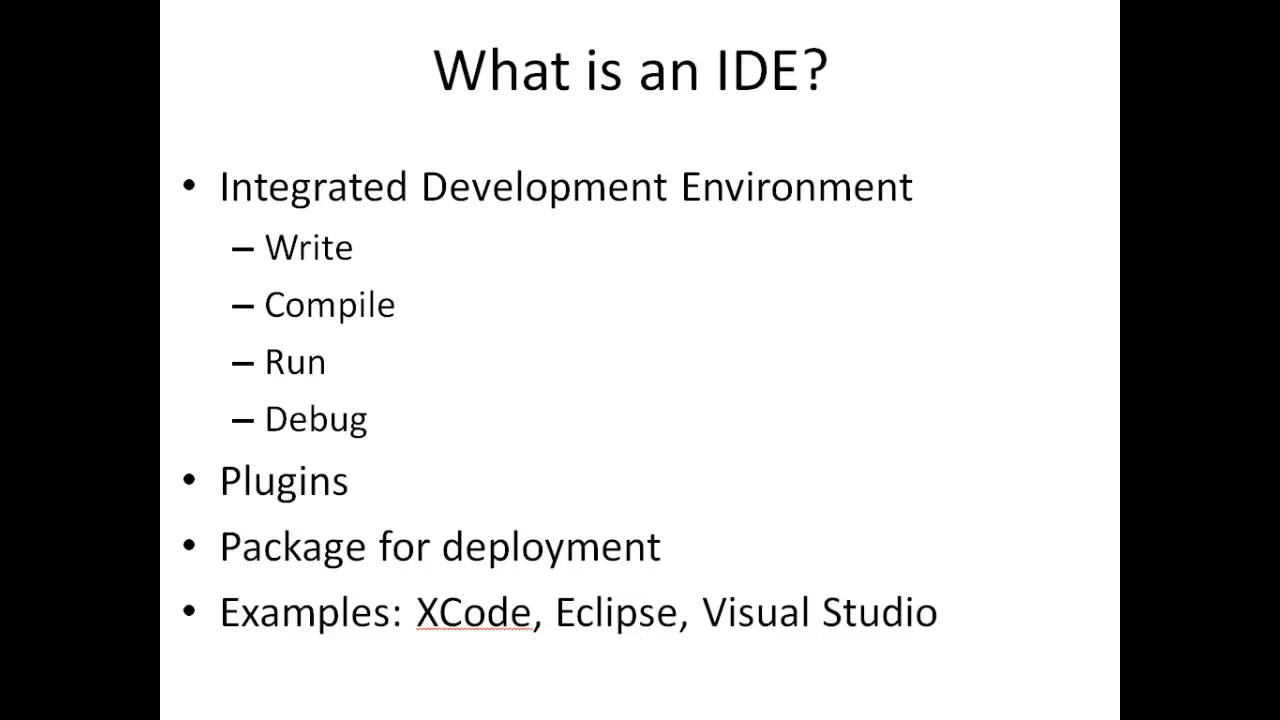 What is an IDE?
• Integrated Development Environment
– Write
– Compile
– Run
– Debug
• Plugins
• Package for deployment
• Examples: XCode, Eclipse, Visual Studio